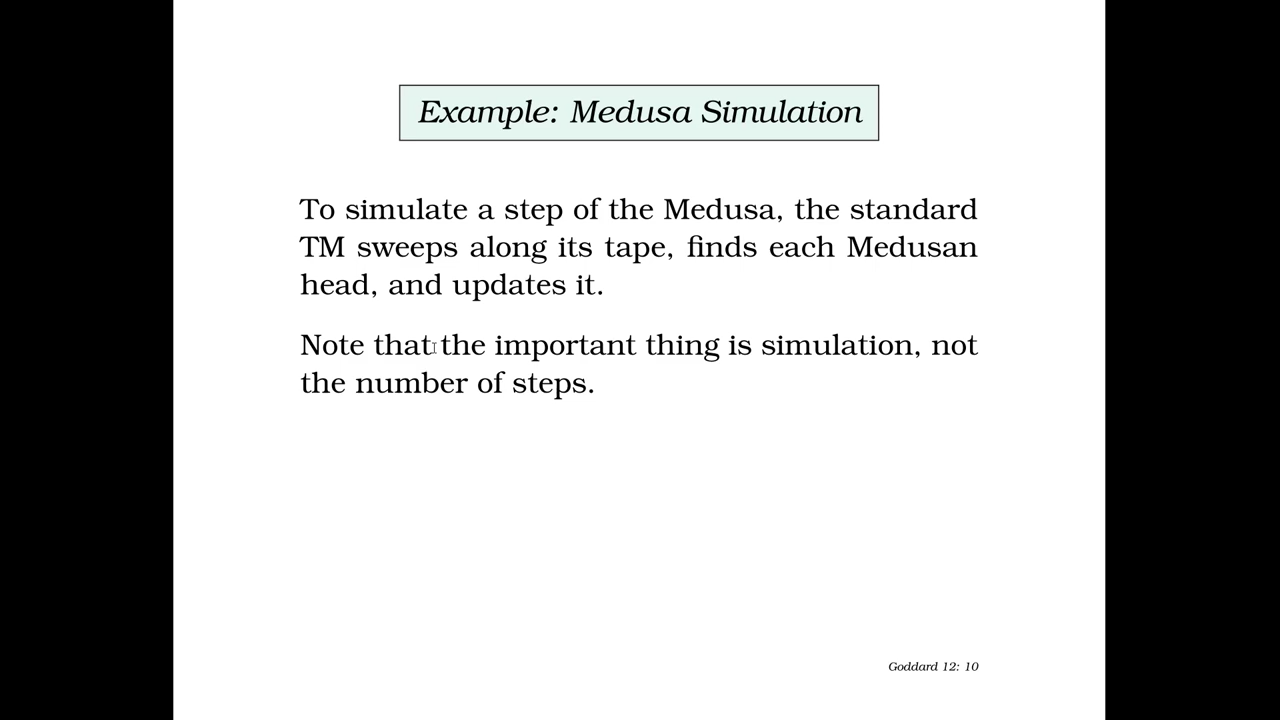 Example: Medusa Simulation
To simulate a step of the Medusa, the standard
TM sweeps along its tape, finds each Medusan
head, and updates it.
Note that the important thing is simulation, not
the number of steps.
Goddard 12: 10